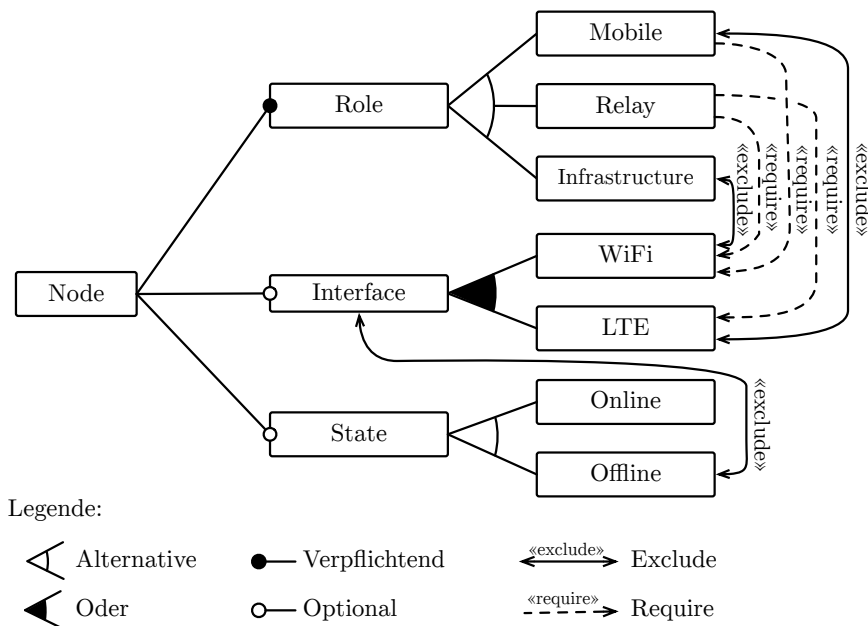 Mobile
Role
Relay
Infrastructure
«exclude»
«require»
«require»
«require»
«exclude»
WiFi
Node
Interface
LTE
Online
State
«exclude»
Offline
Legende:
Alternative
Verpflichtend
«exclude»
Exclude
Oder
Optional
«require»
Require